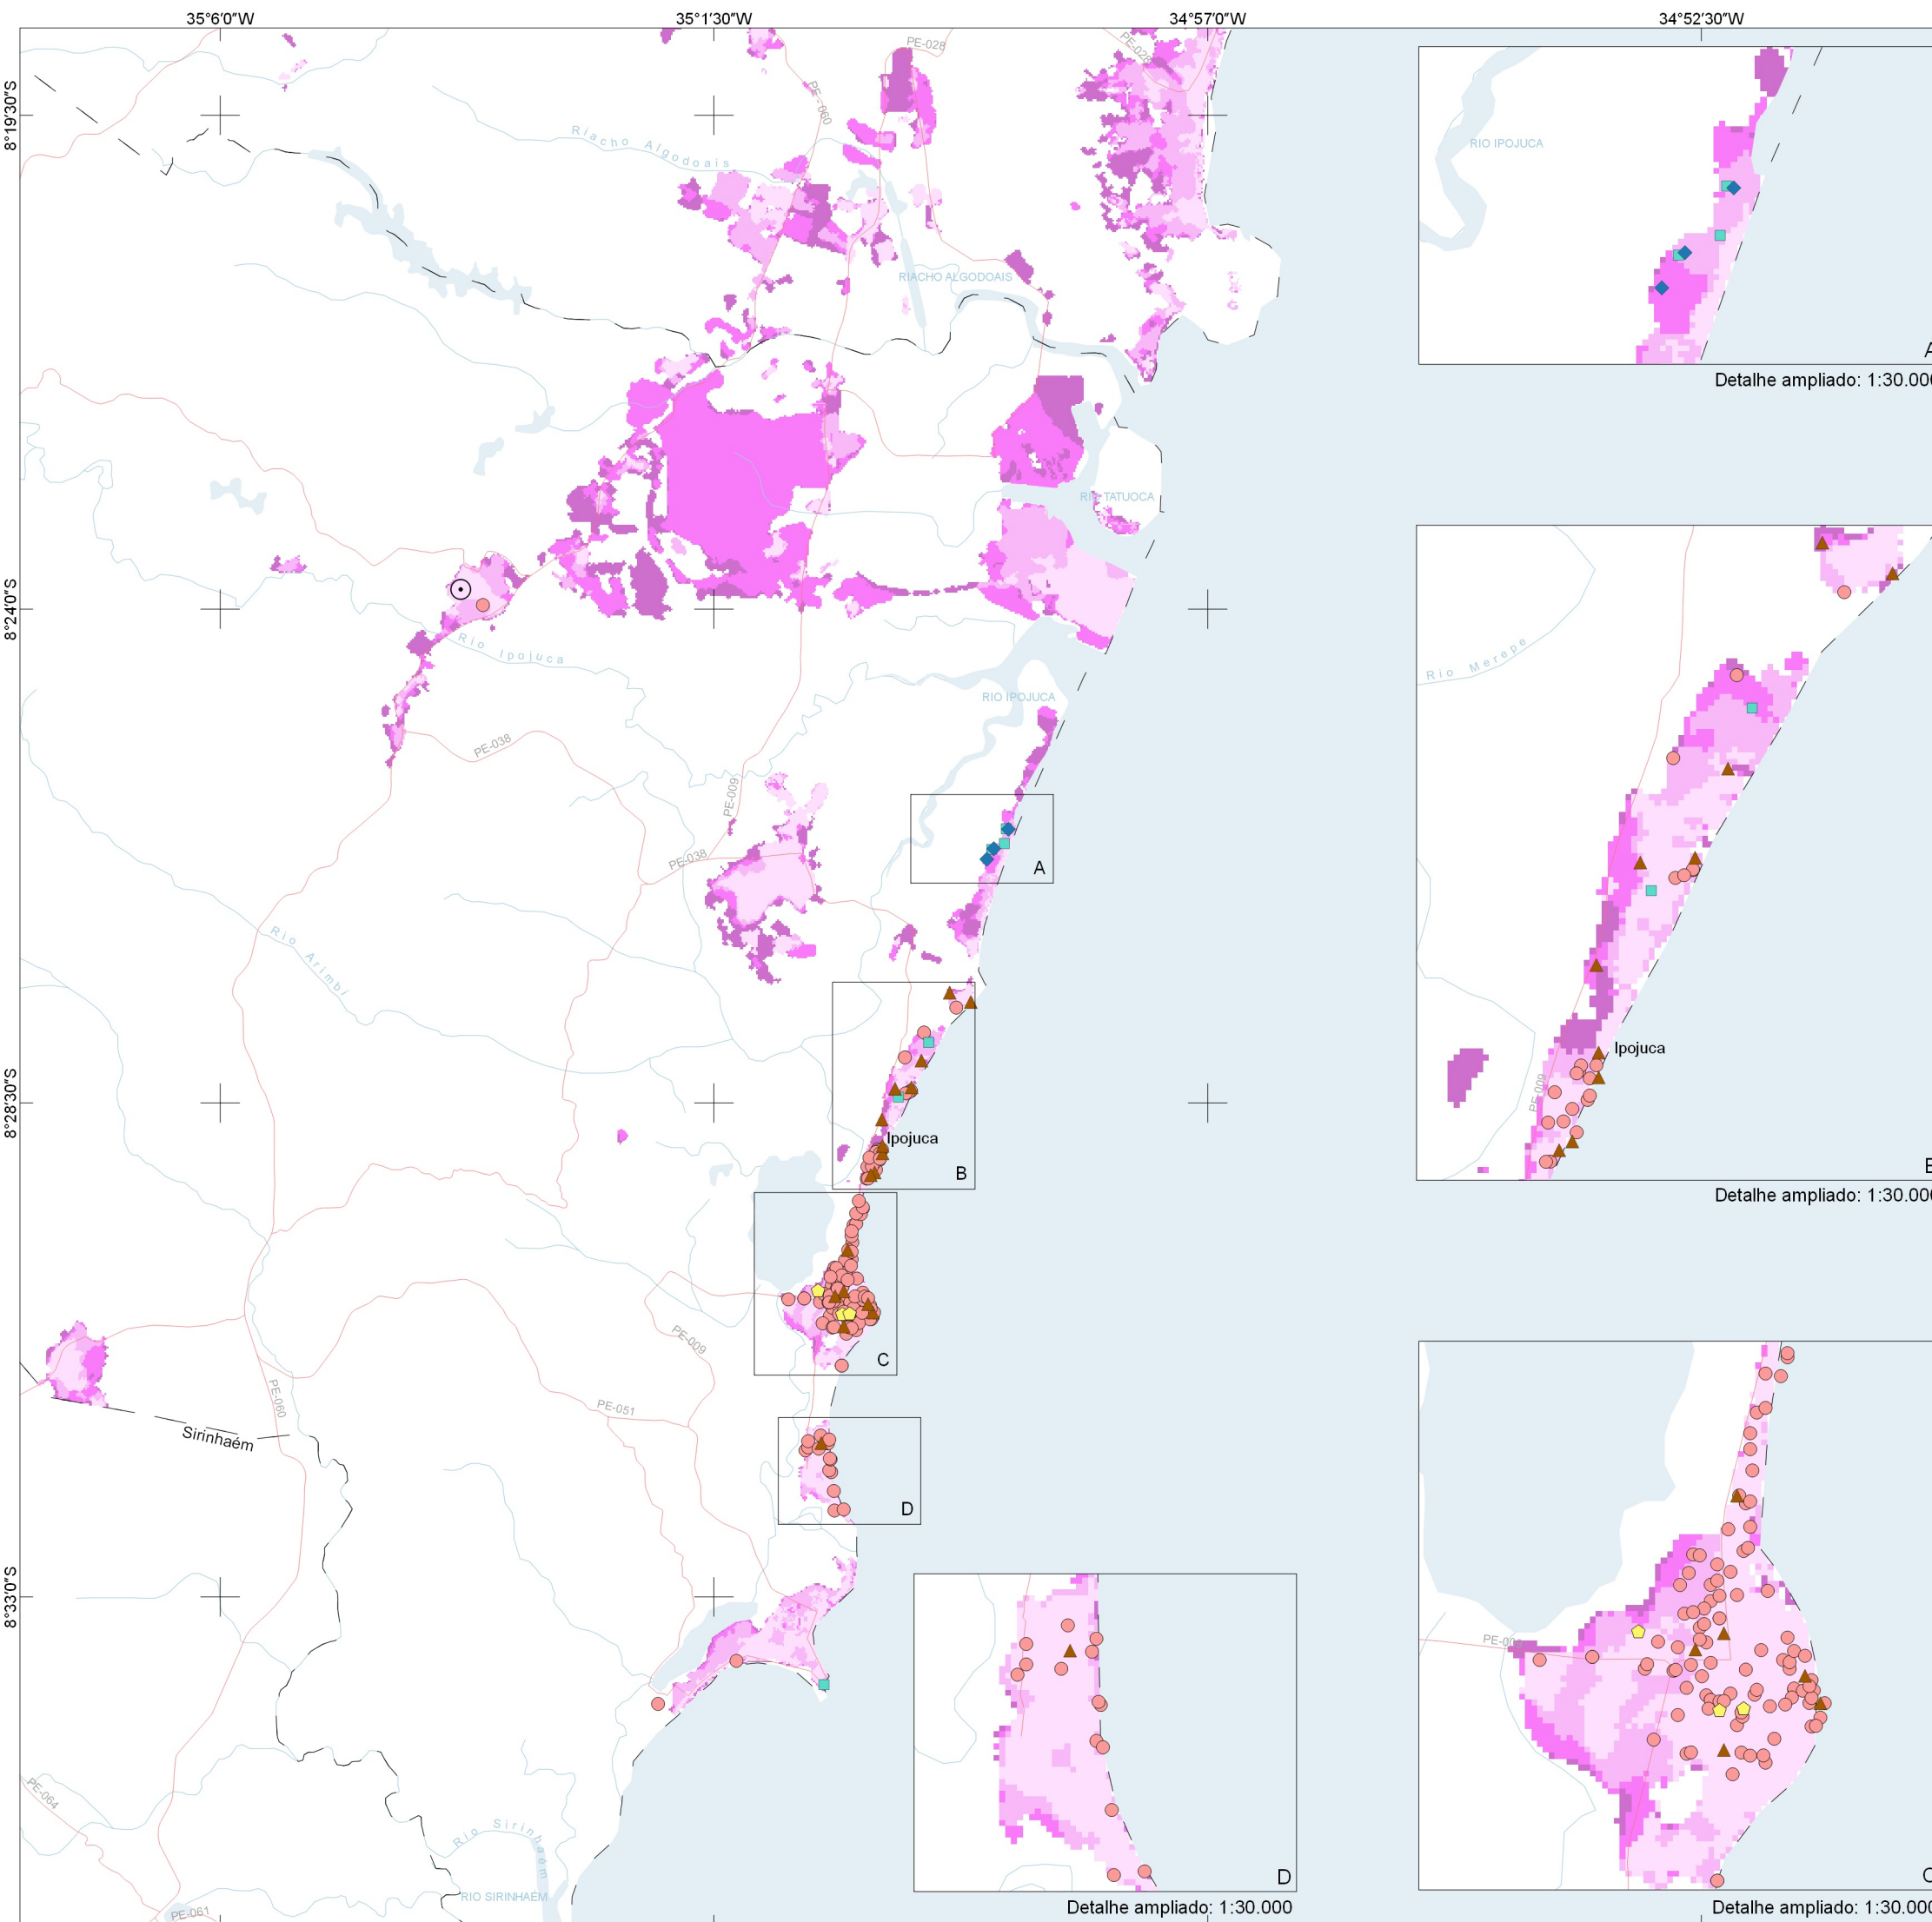 35°6'0"W
35°1'30"W
34°57'0"W
34°52'30"W
PE-028
PE-028
PE-060
8°19'30"S
Riacho Algodoais
RIO IPOJUCA
RIACHO ALGODOAIS
A
Detalhe ampliado: 1:30.000
RIO TATUOCA
8°24'0"S
Rio Ipojuca
Rio Merepe
RIO IPOJUCA
PE-038
PE-009
PE-038
A
Rio Arimbi
Ipojuca
PE-009
8°28'30"S
Ipojuca
B
Detalhe ampliado: 1:30.000
PE-009
C
PE-051
PE-060
Sirinhaém
D
8°33'0"S
PE-064
Rio Sirinhaém
RIO SIRINHAÉM
PE-061
D
Detalhe ampliado: 1:30.000
Detalhe ampliado: 1:30.000